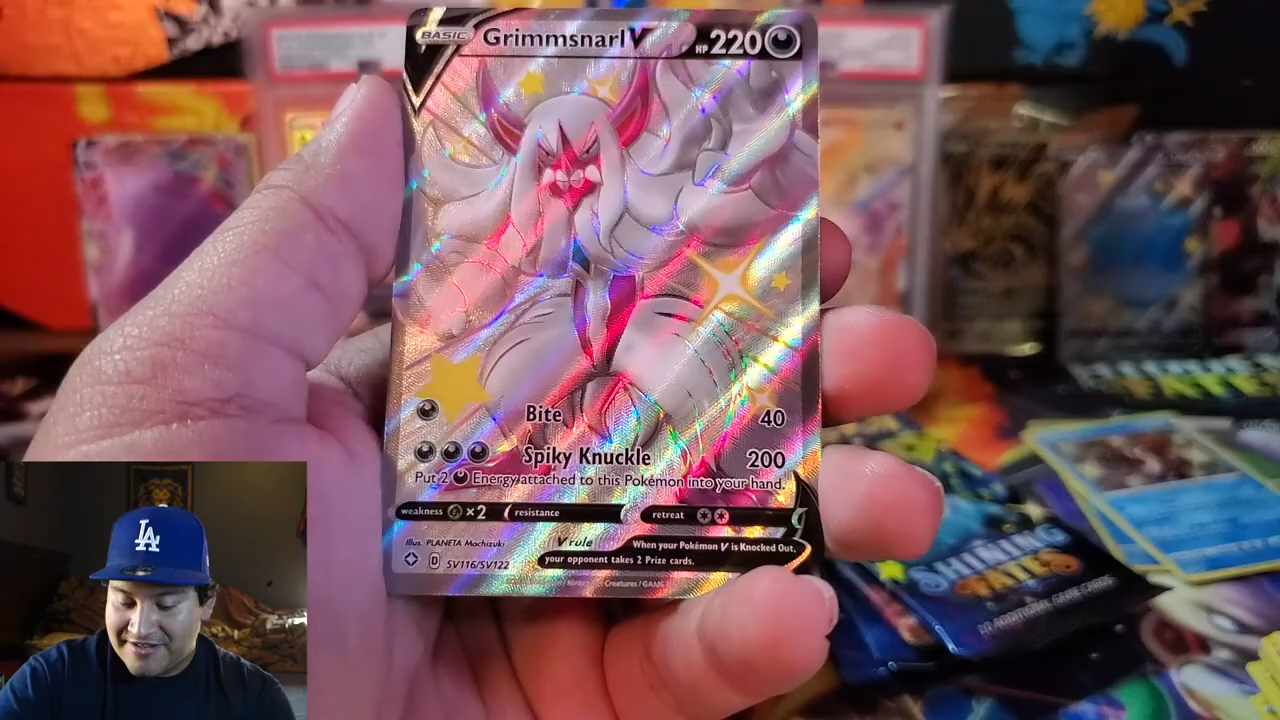 BASIC Grimmsnarl V HP 220
Bite 40
Spiky Knuckle 200
Put 2 Energy attached to this Pokémon into your hand.
weakness ×2 resistance retreat
Illus. PLANETA Mochizuki
V rule When your Pokémon V is Knocked Out,
your opponent takes 2 Prize cards.
D SV116/SV122
LA
SHINING
FATES
ADDITIONAL GAME CARDS